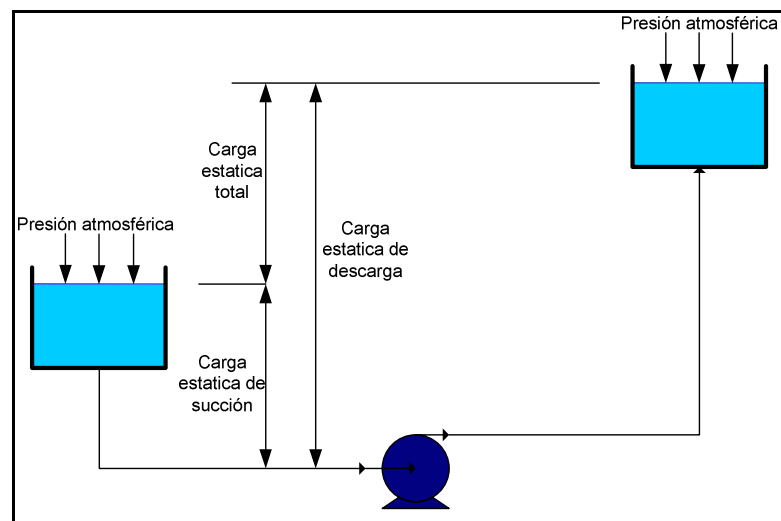 Presión atmosférica
Carga
estatica
total
Presión atmosférica
Carga
estatica de
descarga
Carga
estatica de
succión